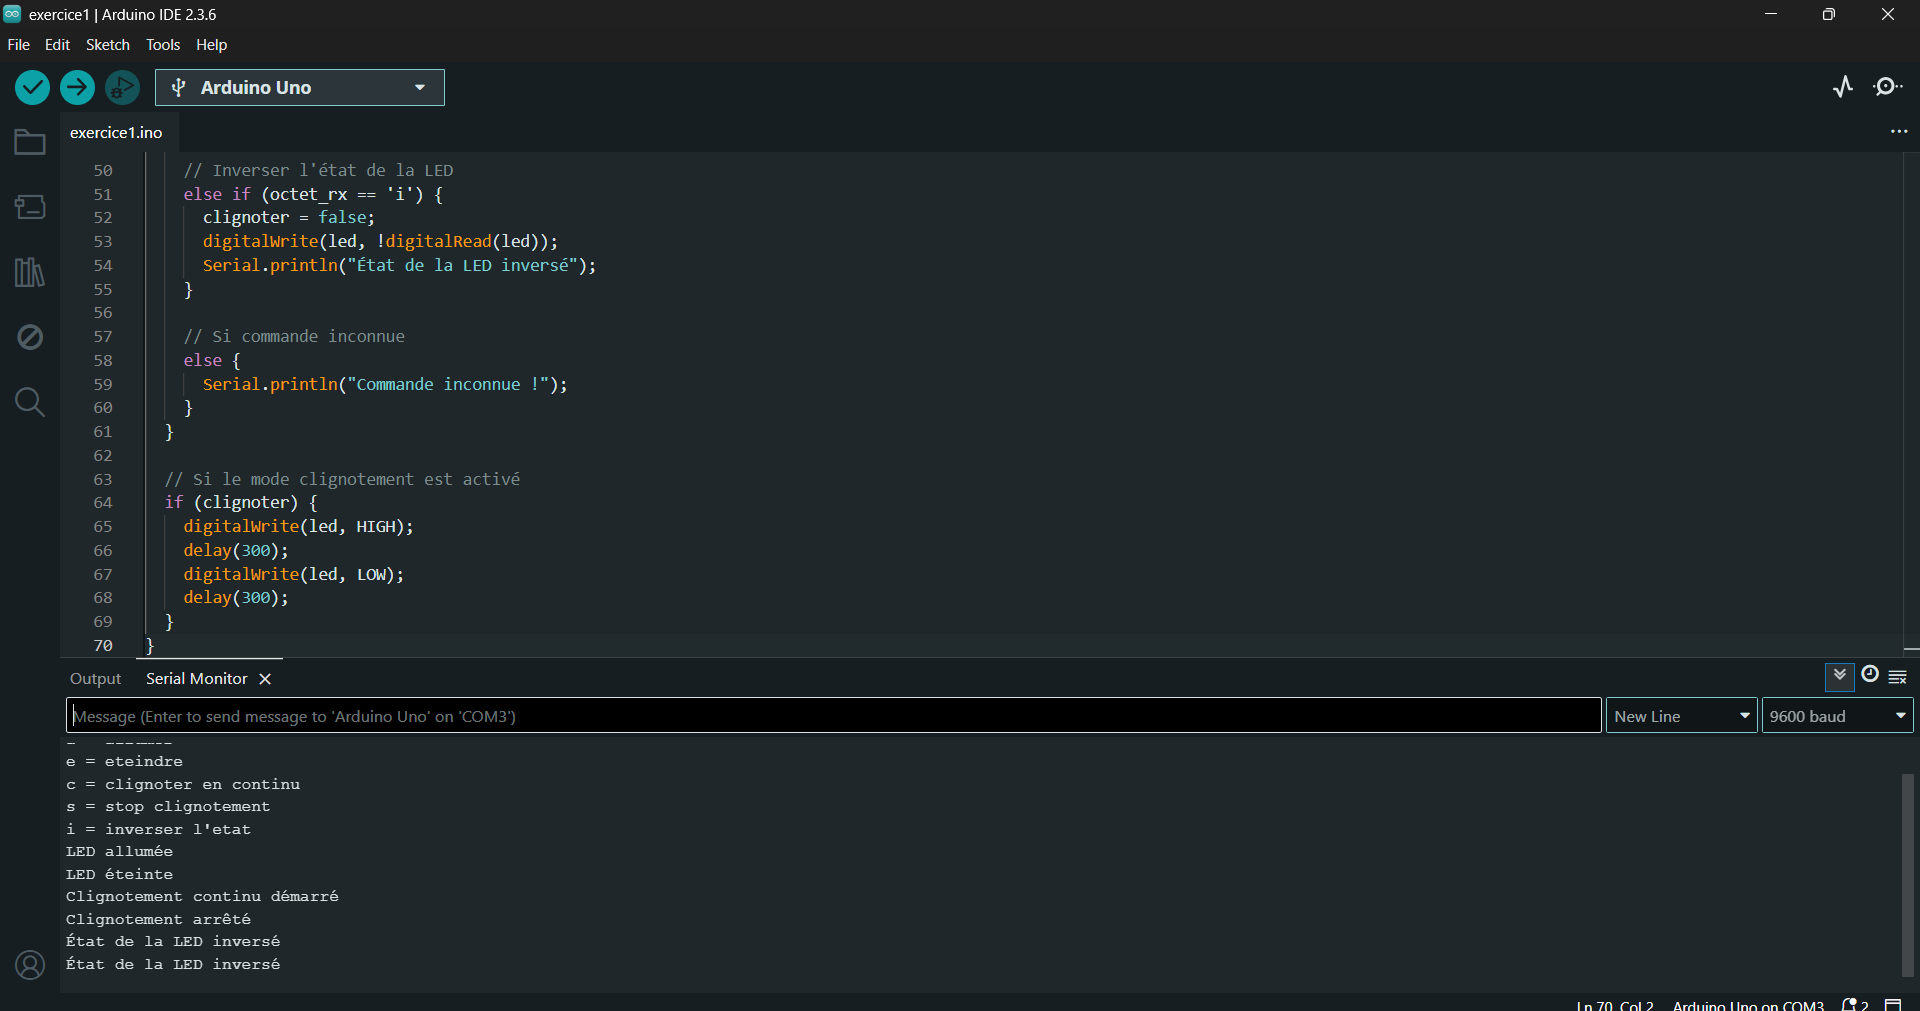 exercice1 | Arduino IDE 2.3.6
File Edit Sketch Tools Help
Arduino Uno
exercice1.ino
50 // Inverser l'état de la LED
51 else if (octet_rx == 'i') {
52 clignoter = false;
53 digitalWrite(led, !digitalRead(led));
54 Serial.println("État de la LED inversé");
55 }
56
57 // Si commande inconnue
58 else {
59 Serial.println("Commande inconnue !");
60 }
61 }
62
63 // Si le mode clignotement est activé
64 if (clignoter) {
65 digitalWrite(led, HIGH);
66 delay(300);
67 digitalWrite(led, LOW);
68 delay(300);
69 }
70 }
Output Serial Monitor
Message (Enter to send message to 'Arduino Uno' on 'COM3') New Line 9600 baud
e = eteindre
c = clignoter en continu
s = stop clignotement
i = inverser l'etat
LED allumée
LED éteinte
Clignotement continu démarré
Clignotement arrêté
État de la LED inversé
État de la LED inversé
Ln 70, Col 2 Arduino Uno on COM3 2